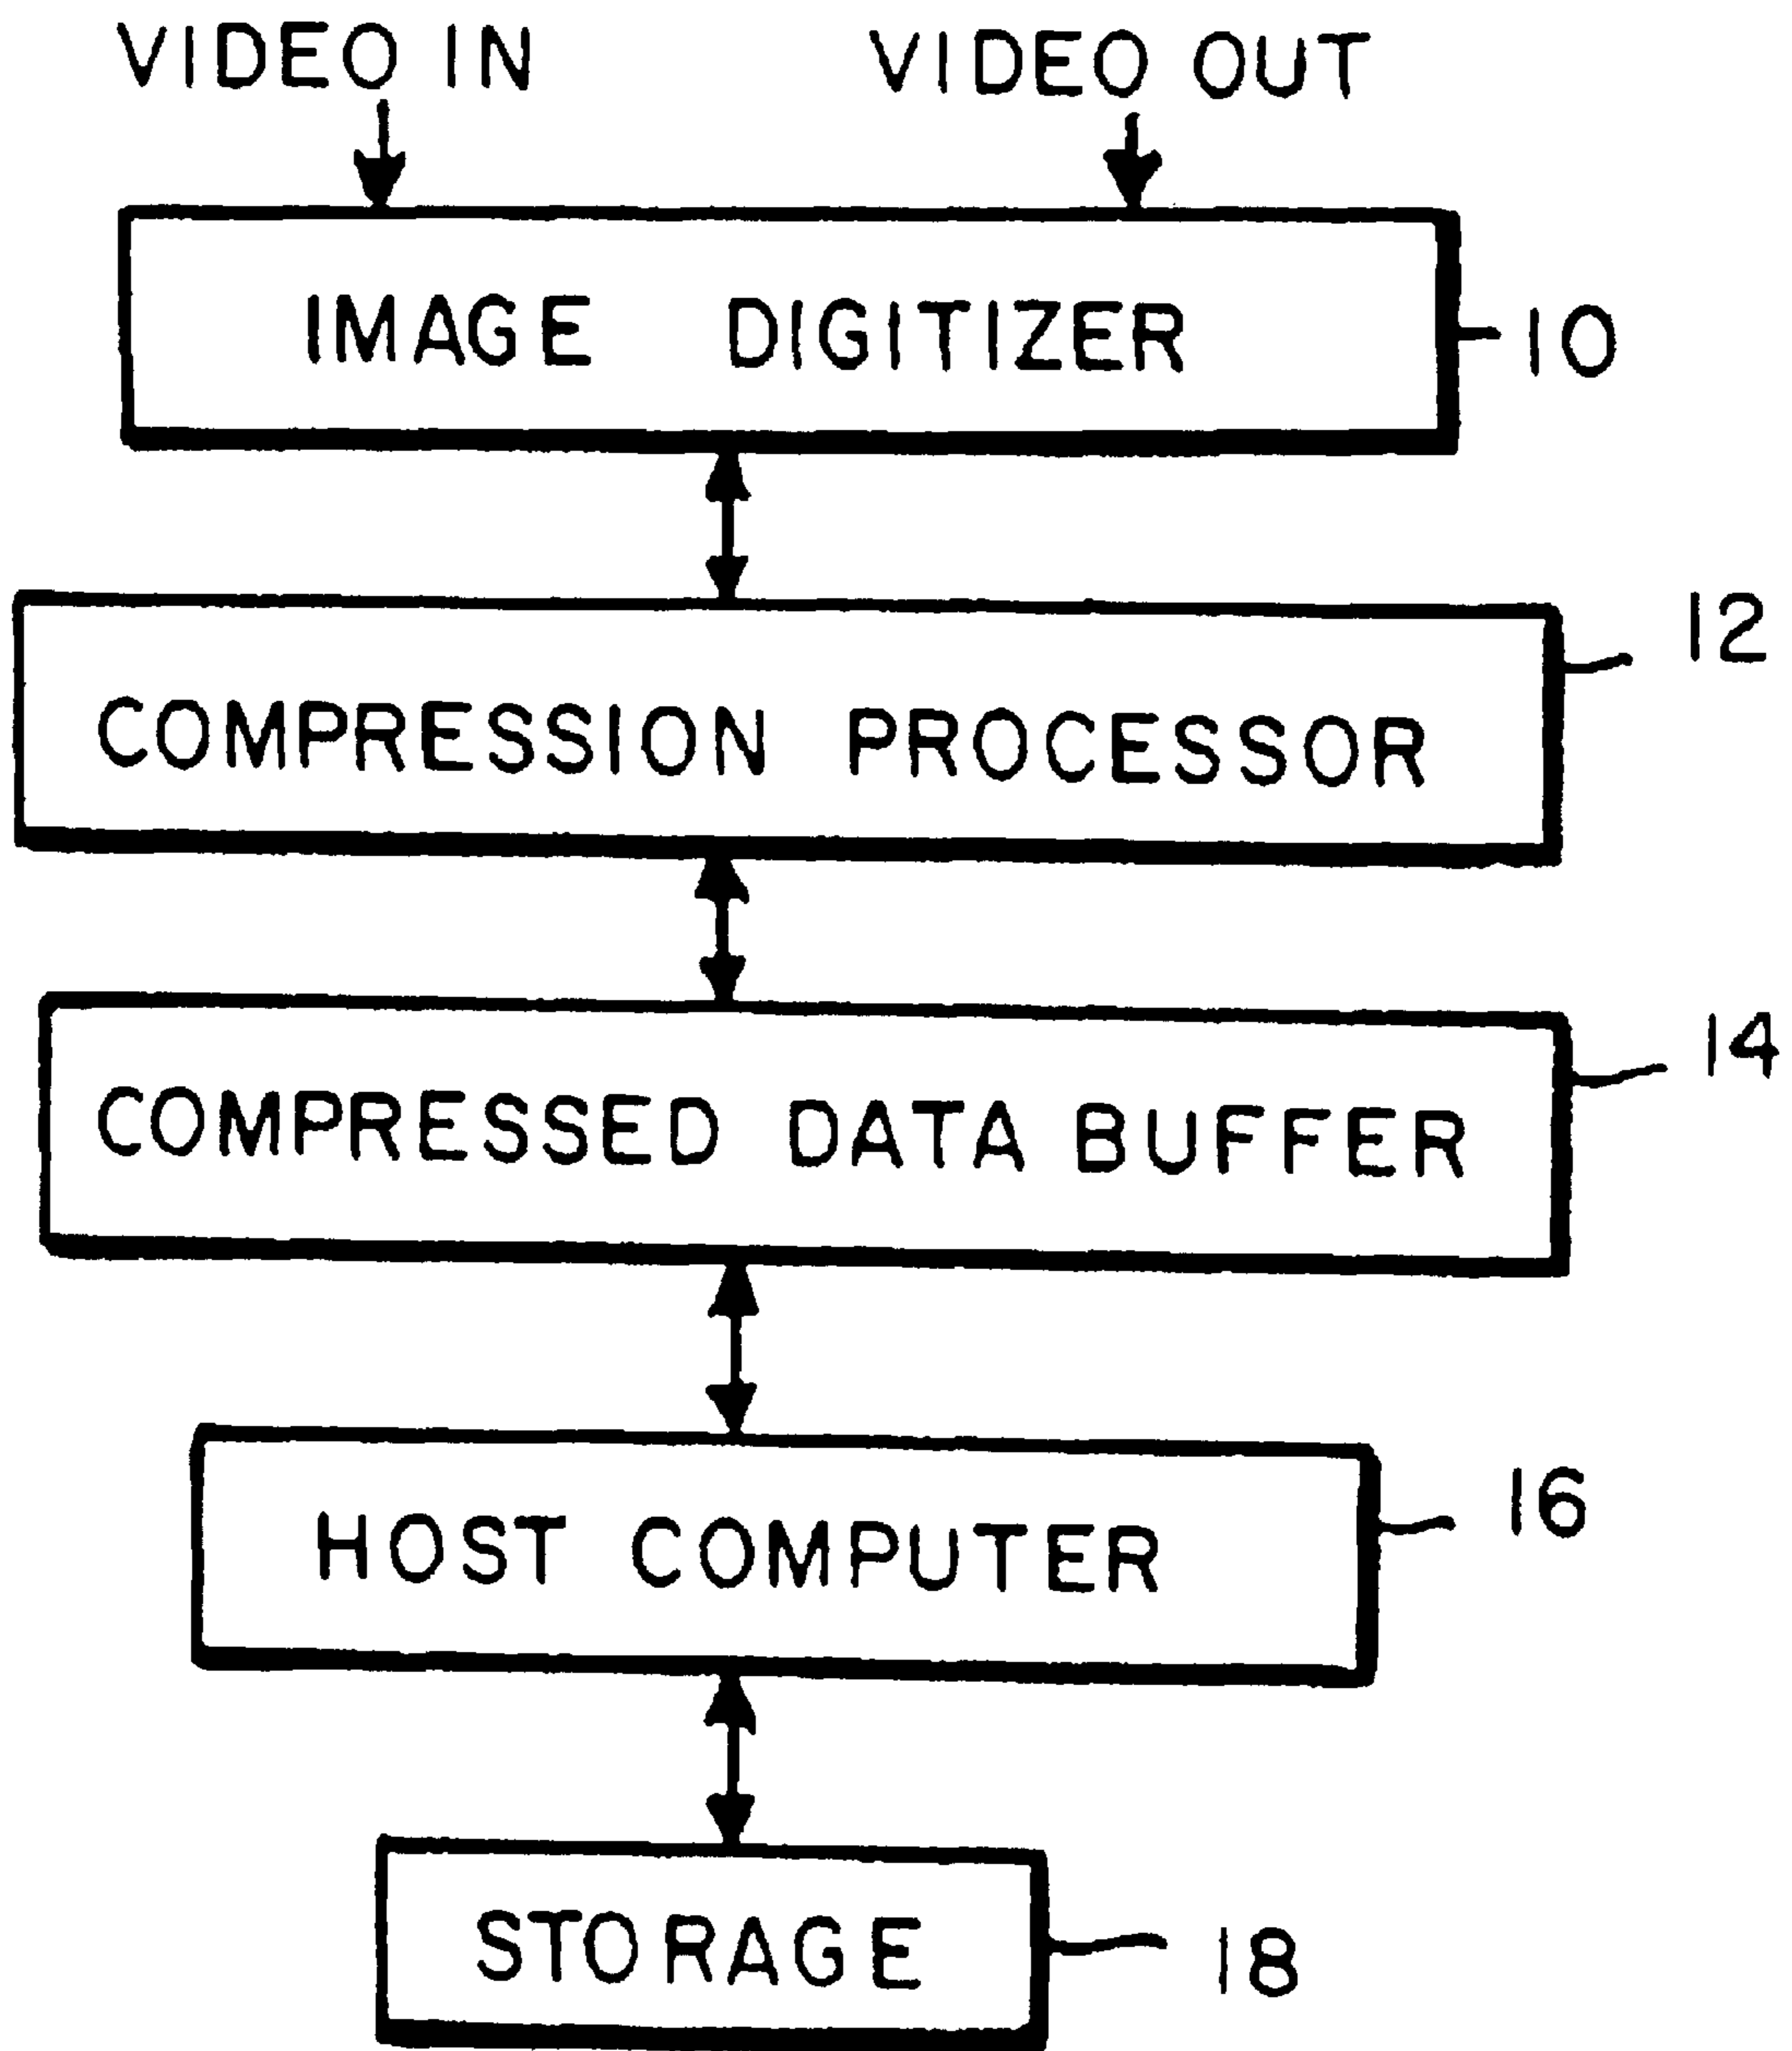 VIDEO IN VIDEO OUT
IMAGE DIGITIZER 10
12
COMPRESSION PROCESSOR
14
COMPRESSED DATA BUFFER
16
HOST COMPUTER
STORAGE 18